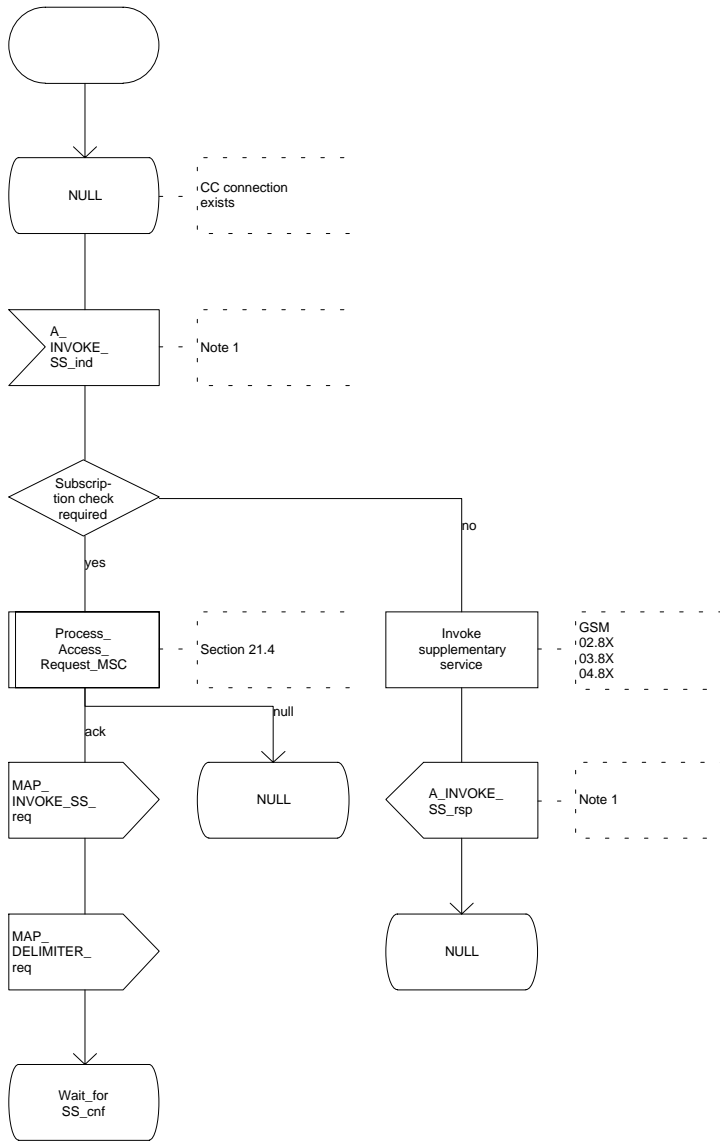 NULL
CC connection
exists
A_
INVOKE_
SS_ind
Note 1
Subscrip-
tion check
required
no
yes
Process_
Access_
Request_MSC
Section 21.4
Invoke
supplementary
service
GSM
02.8X
03.8X
04.8X
null
ack
MAP_
INVOKE_SS_
req
NULL
A_INVOKE_
SS_rsp
Note 1
MAP_
DELIMITER_
req
NULL
Wait_for
SS_cnf